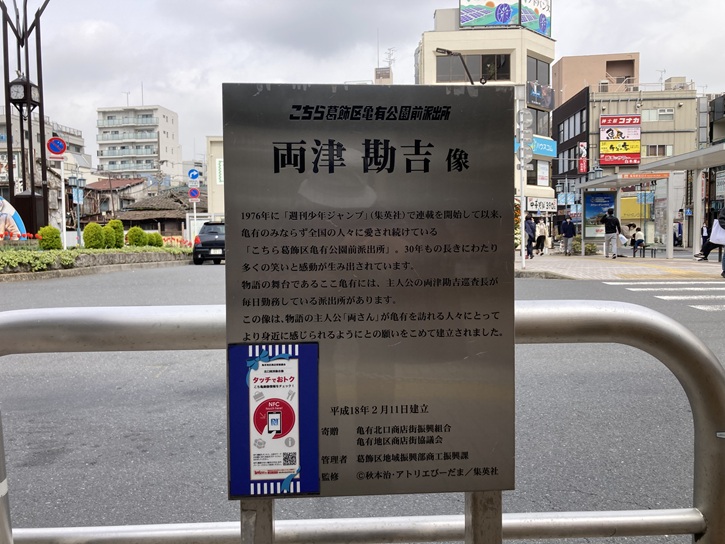 こちら葛飾区亀有公園前派出所
両津 勘吉 像
1976年に「週刊少年ジャンプ」(集英社)で連載を開始して以来、
亀有のみならず全国の人々に愛され続けている
「こちら葛飾区亀有公園前派出所」、30年もの長きにわたり
多くの笑いと感動が生み出されています。
物語の舞台であるここ亀有には、主人公の両津勘吉巡査長が
毎日勤務している派出所があります。
この像は、物語の主人公「両さん」が亀有を訪れる人々にとって
より身近に感じられるようにとの願いをこめて建立されました。
平成18年2月11日建立
寄贈 亀有北口商店街振興組合
亀有地区商店街協議会
管理者 葛飾区地域振興部商工振興課
監修 ©秋本治・アトリエびーだま/集英社
タッチでおトク
NFC
紳士服コナカ
ハウスコム